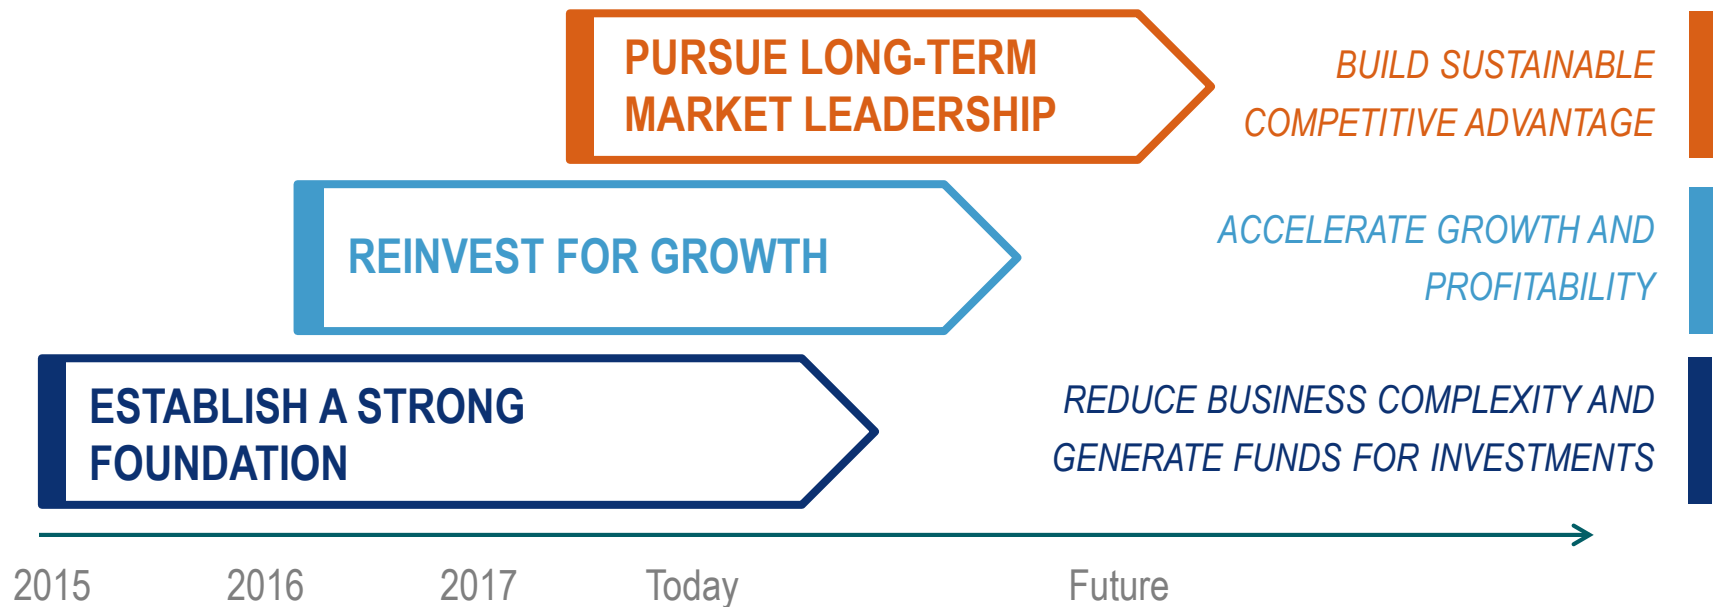 PURSUE LONG-TERM
MARKET LEADERSHIP
BUILD SUSTAINABLE
COMPETITIVE ADVANTAGE
REINVEST FOR GROWTH
ACCELERATE GROWTH AND
PROFITABILITY
ESTABLISH A STRONG
FOUNDATION
REDUCE BUSINESS COMPLEXITY AND
GENERATE FUNDS FOR INVESTMENTS
2015 2016 2017 Today Future